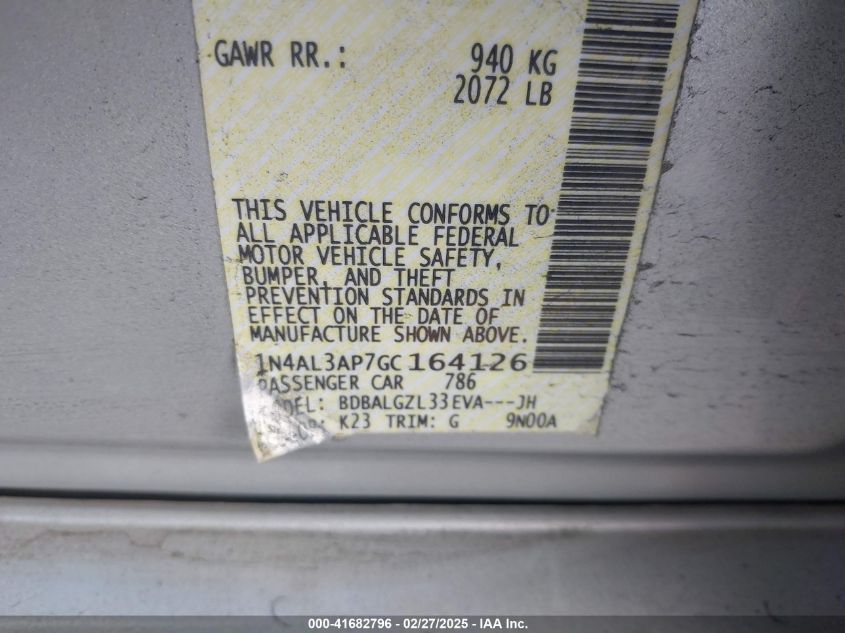 GAWR RR.: 940 KG
2072 LB
THIS VEHICLE CONFORMS TO
ALL APPLICABLE FEDERAL
MOTOR VEHICLE SAFETY,
BUMPER, AND THEFT
PREVENTION STANDARDS IN
EFFECT ON THE DATE OF
MANUFACTURE SHOWN ABOVE.
1N4AL3AP7GC164126
PASSENGER CAR 786
DEL: BDBALGZL33EVA---JH
K23 TRIM: G 9N00A
000-41682796 - 02/27/2025 - IAA Inc.